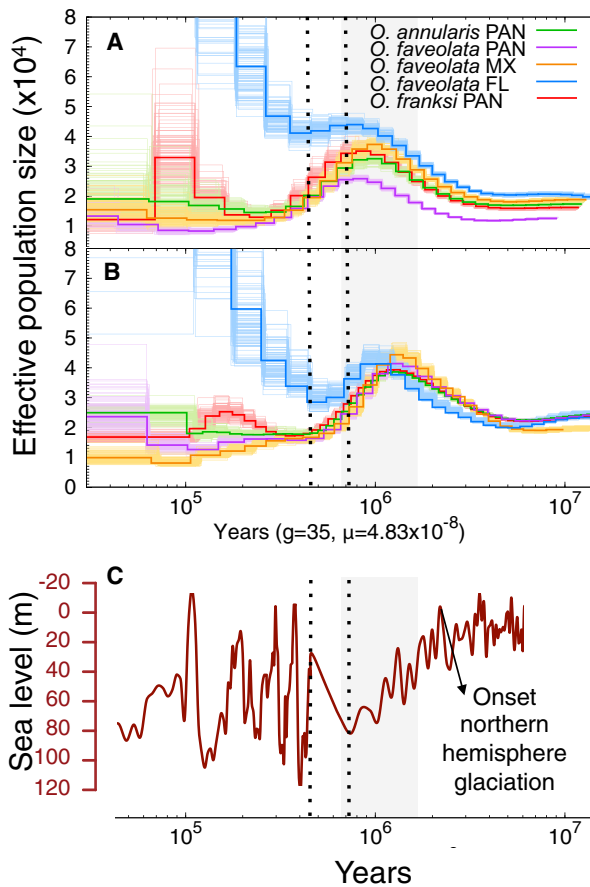 A
O. annularis PAN
O. faveolata PAN
O. faveolata MX
O. faveolata FL
O. franksi PAN
Effective population size (x10⁴)
8
7
6
5
4
3
2
1
B
8
7
6
5
4
3
2
1
0
10⁵
10⁶
10⁷
Years (g=35, µ=4.83x10⁻⁸)
C
Sea level (m)
-20
0
20
40
60
80
100
120
Onset
northern
hemisphere
glaciation
10⁵
10⁶
10⁷
Years